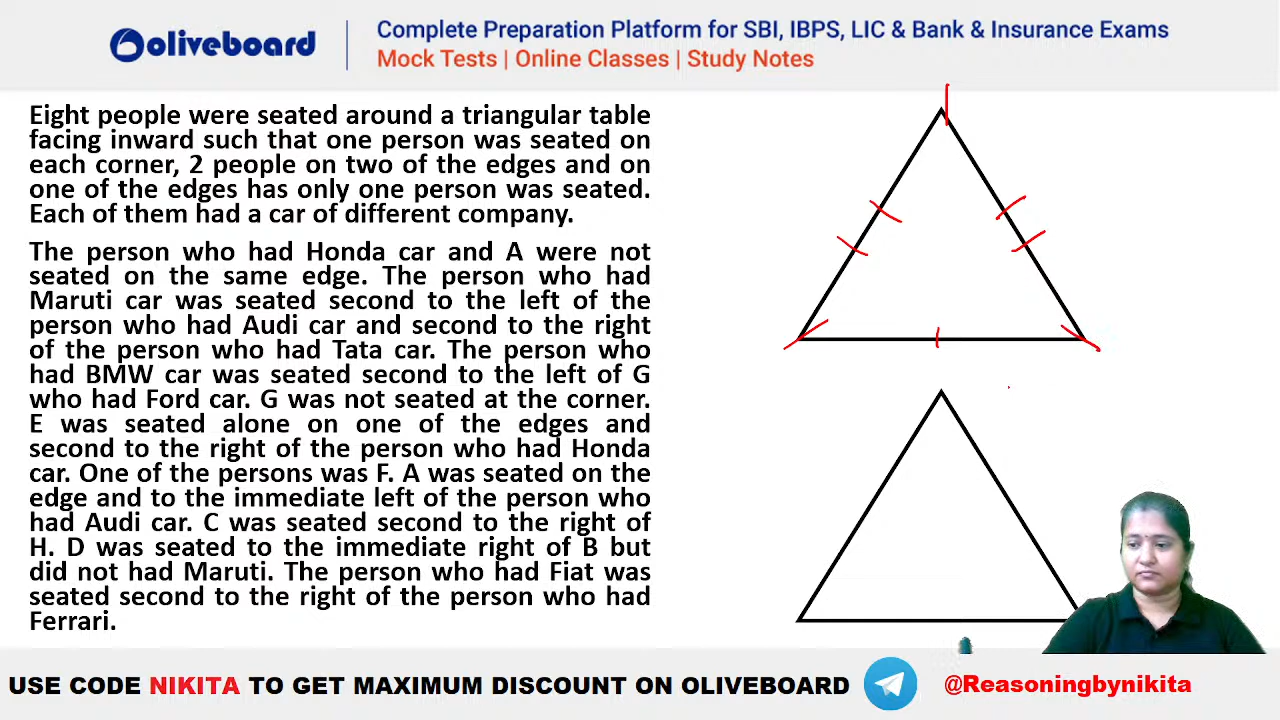 oliveboard
Complete Preparation Platform for SBI, IBPS, LIC & Bank & Insurance Exams
Mock Tests | Online Classes | Study Notes
Eight people were seated around a triangular table
facing inward such that one person was seated on
each corner, 2 people on two of the edges and on
one of the edges has only one person was seated.
Each of them had a car of different company.
The person who had Honda car and A were not
seated on the same edge. The person who had
Maruti car was seated second to the left of the
person who had Audi car and second to the right
of the person who had Tata car. The person who
had BMW car was seated second to the left of G
who had Ford car. G was not seated at the corner.
E was seated alone on one of the edges and
second to the right of the person who had Honda
car. One of the persons was F. A was seated on the
edge and to the immediate left of the person who
had Audi car. C was seated second to the right of
H. D was seated to the immediate right of B but
did not had Maruti. The person who had Fiat was
seated second to the right of the person who had
Ferrari.
USE CODE NIKITA TO GET MAXIMUM DISCOUNT ON OLIVEBOARD
@Reasoningbynikita